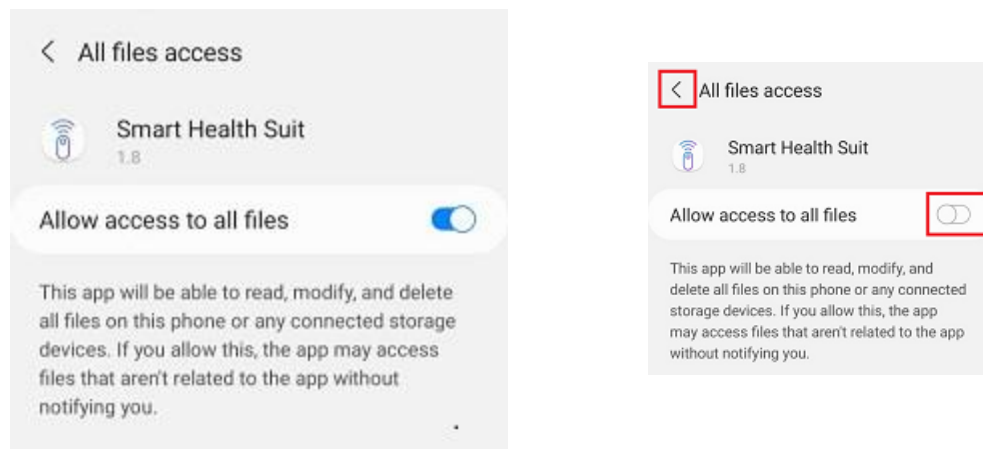 All files access
Smart Health Suit
1.8
Allow access to all files
This app will be able to read, modify, and delete
all files on this phone or any connected storage
devices. If you allow this, the app may access
files that aren't related to the app without
notifying you.
All files access
Smart Health Suit
1.8
Allow access to all files
This app will be able to read, modify, and
delete all files on this phone or any connected
storage devices. If you allow this, the app
may access files that aren't related to the app
without notifying you.